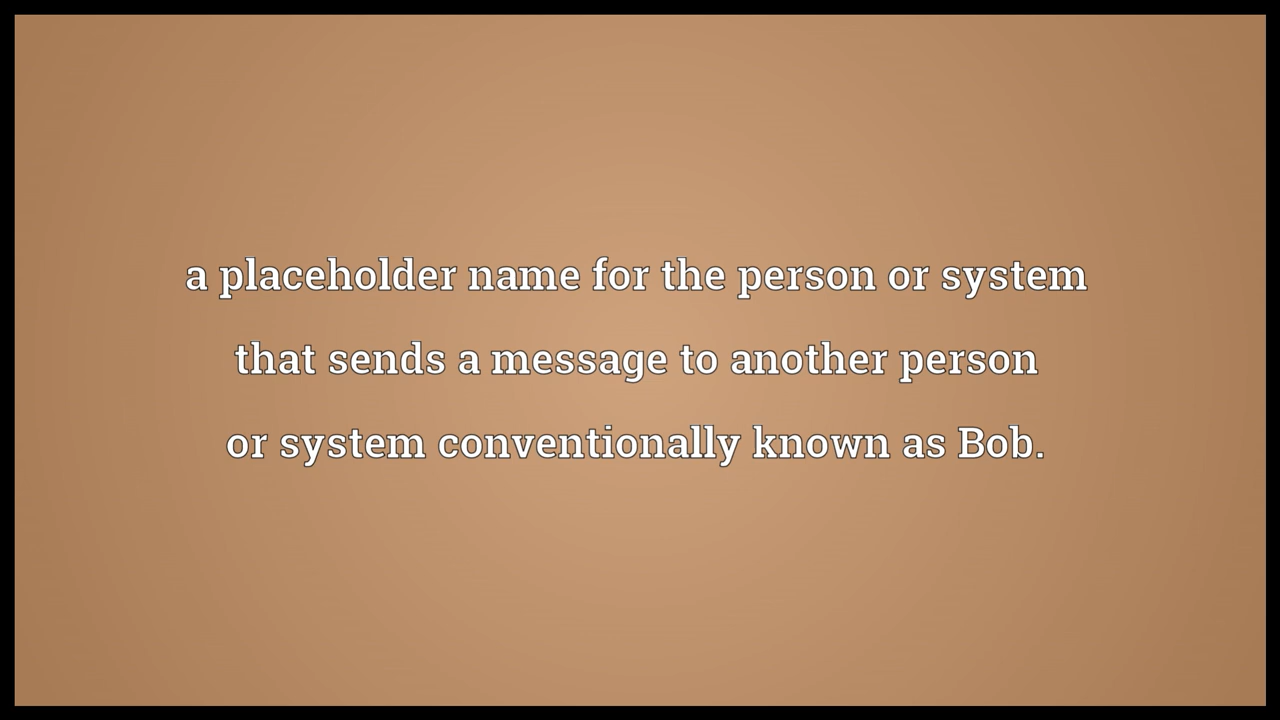 a placeholder name for the person or system
that sends a message to another person
or system conventionally known as Bob.